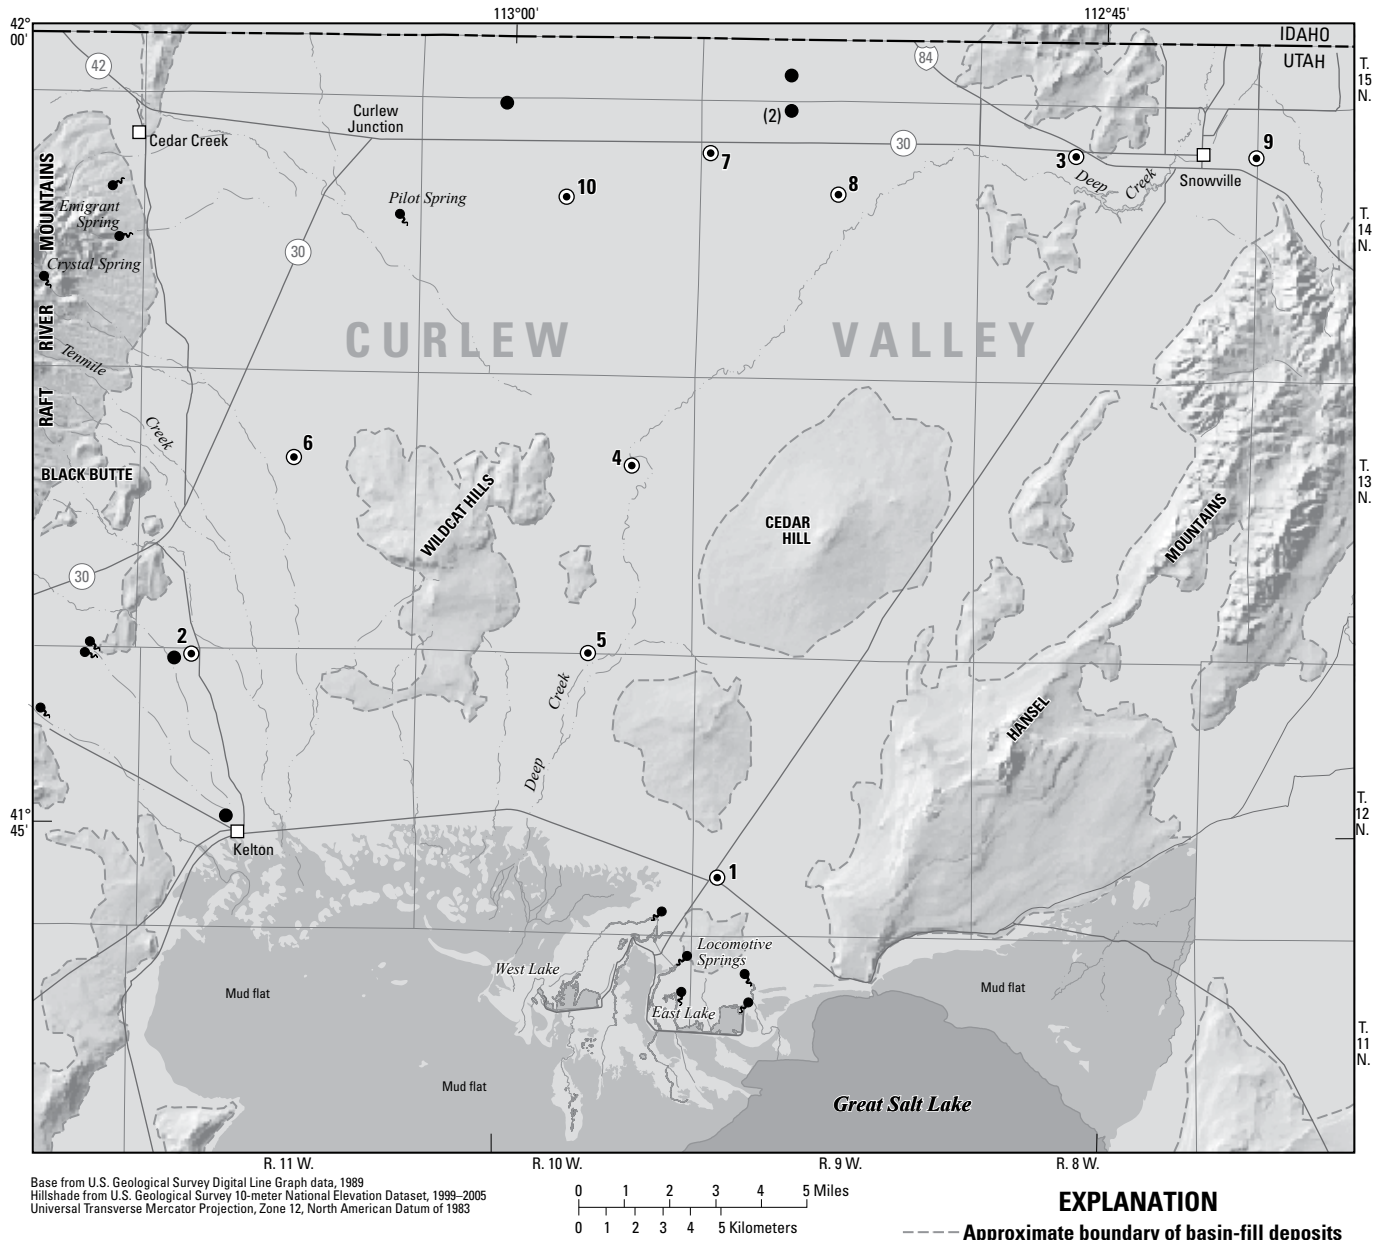 113°00'
112°45'
42°
00'
IDAHO
UTAH
T.
15
N.
42
84
Curlew
Junction
(2)
Cedar Creek
30
7
3
9
Snowville
Deep
Creek
10
8
Pilot Spring
Emigrant
Spring
T.
14
N.
30
Crystal Spring
RAFT RIVER MOUNTAINS
CURLEW VALLEY
Tenmile
Creek
6
4
BLACK BUTTE
T.
13
N.
WILDCAT HILLS
CEDAR
HILL
MOUNTAINS
30
2
5
Creek
Deep
HANSEL
41°
45'
T.
12
N.
Kelton
1
Locomotive
Springs
West Lake
East Lake
Mud flat
Mud flat
Mud flat
T.
11
N.
Great Salt Lake
R. 11 W.
R. 10 W.
R. 9 W.
R. 8 W.
Base from U.S. Geological Survey Digital Line Graph data, 1989
Hillshade from U.S. Geological Survey 10-meter National Elevation Dataset, 1999–2005
Universal Transverse Mercator Projection, Zone 12, North American Datum of 1983
0 1 2 3 4 5 Miles
0 1 2 3 4 5 Kilometers
EXPLANATION
Approximate boundary of basin-fill deposits